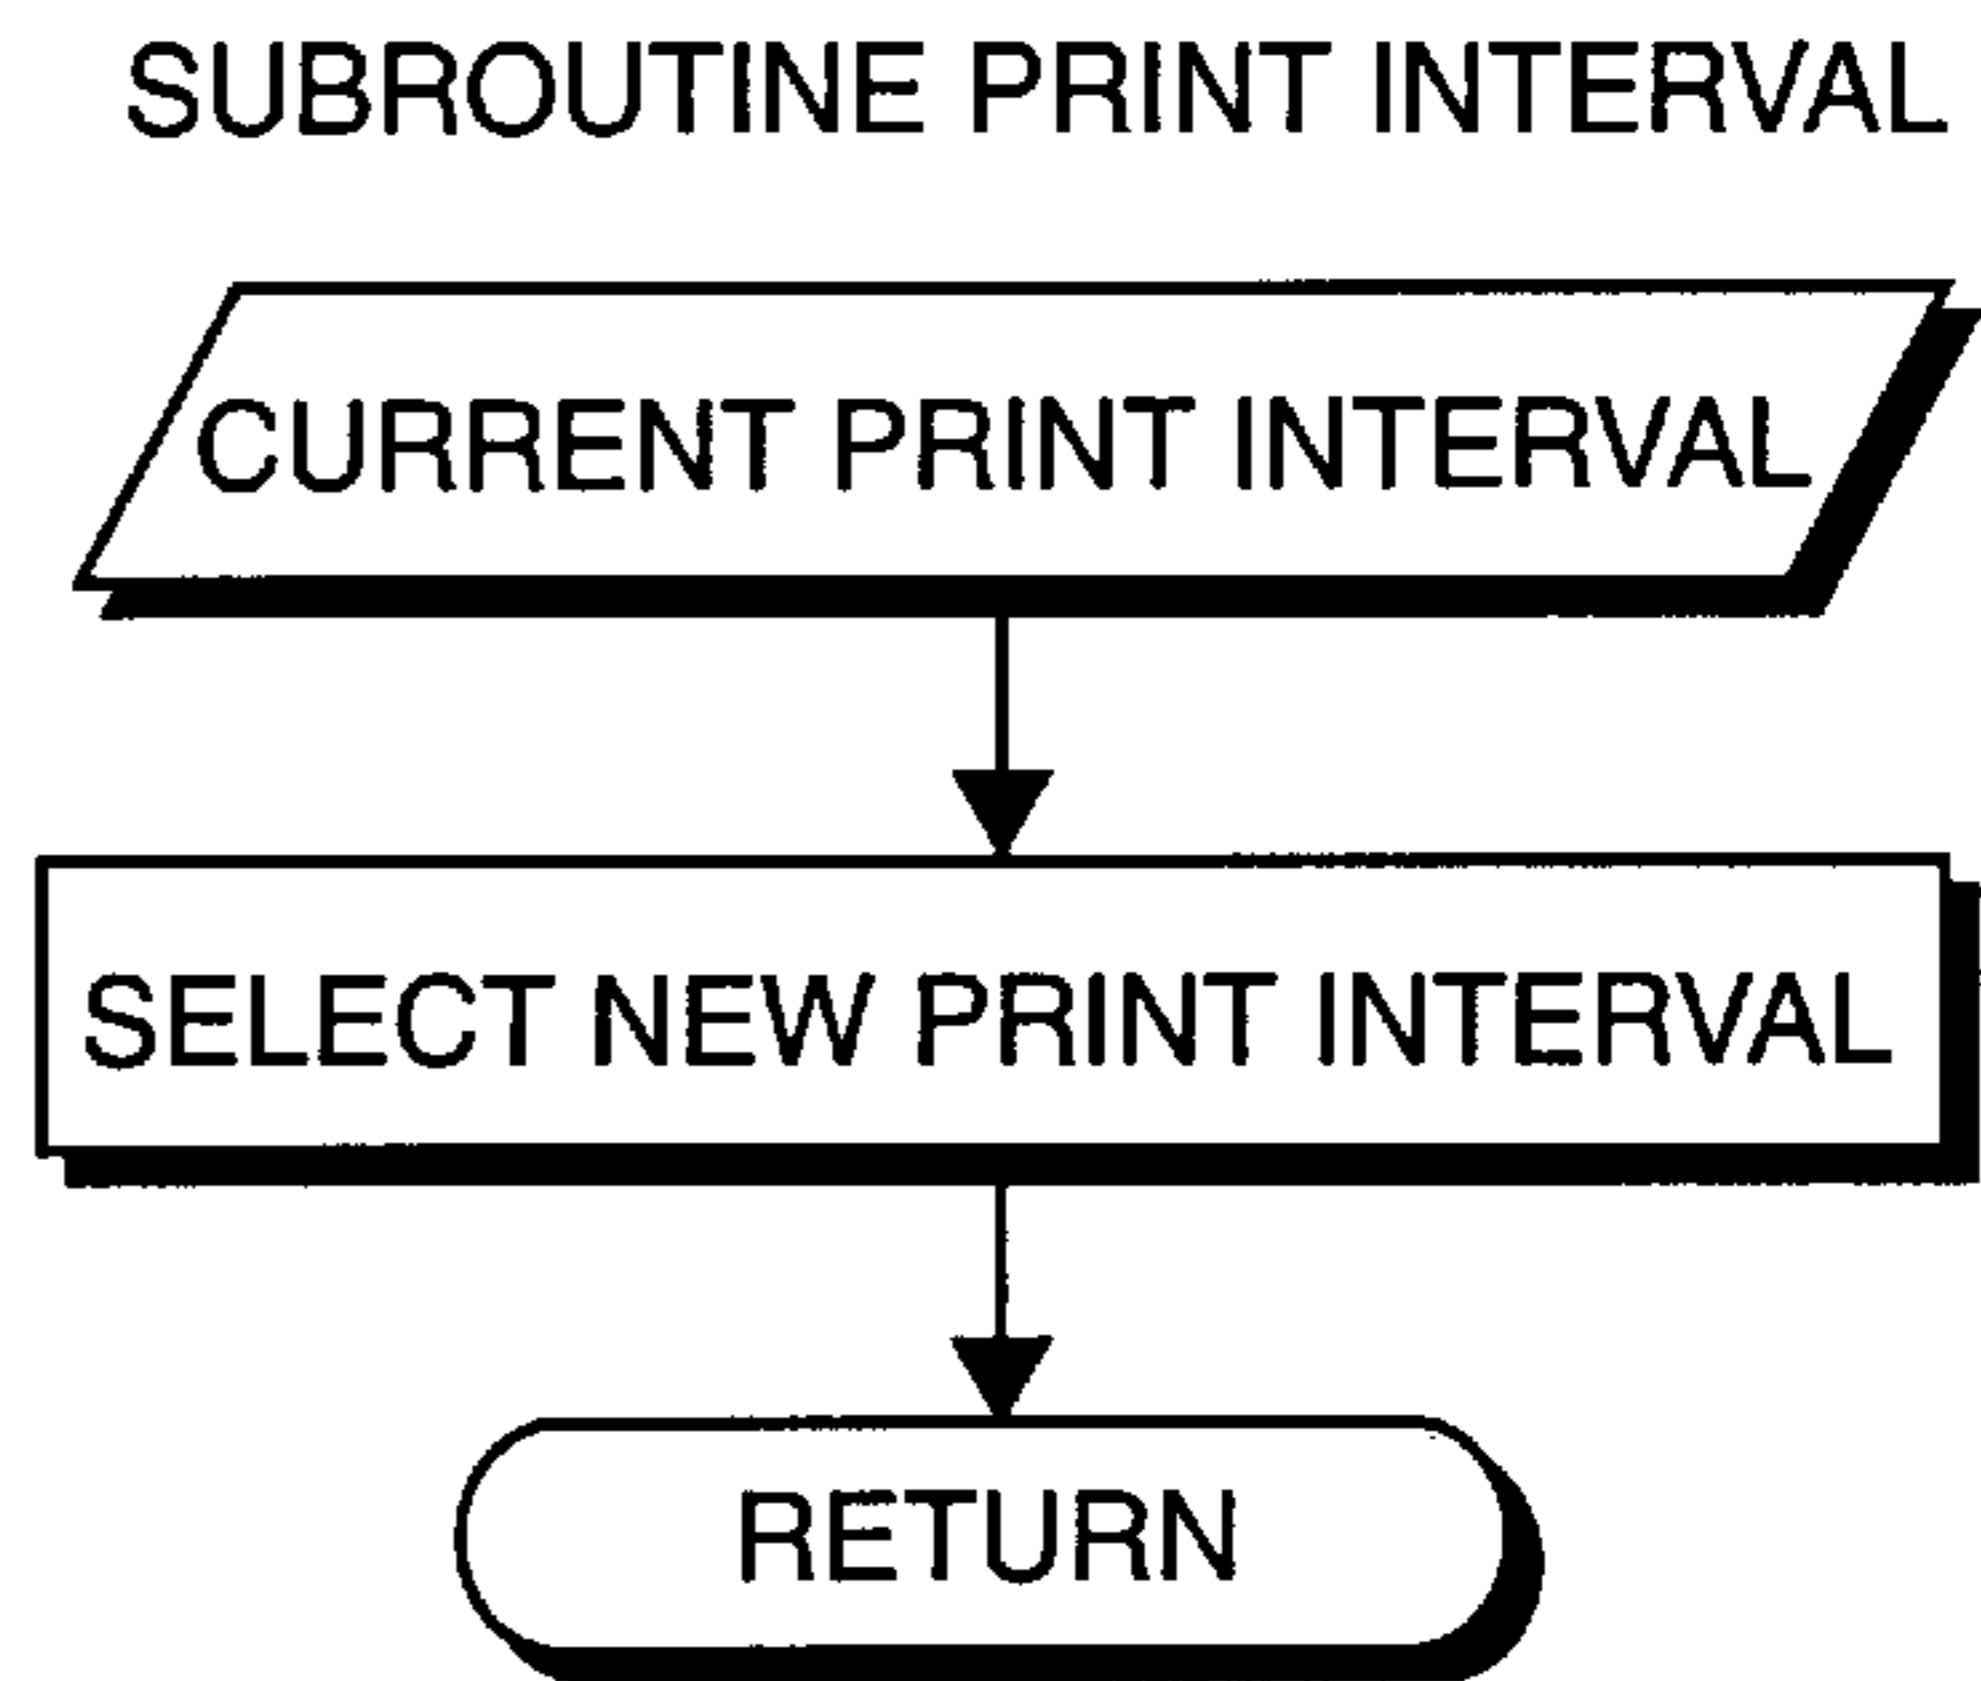 SUBROUTINE PRINT INTERVAL
CURRENT PRINT INTERVAL
SELECT NEW PRINT INTERVAL
RETURN